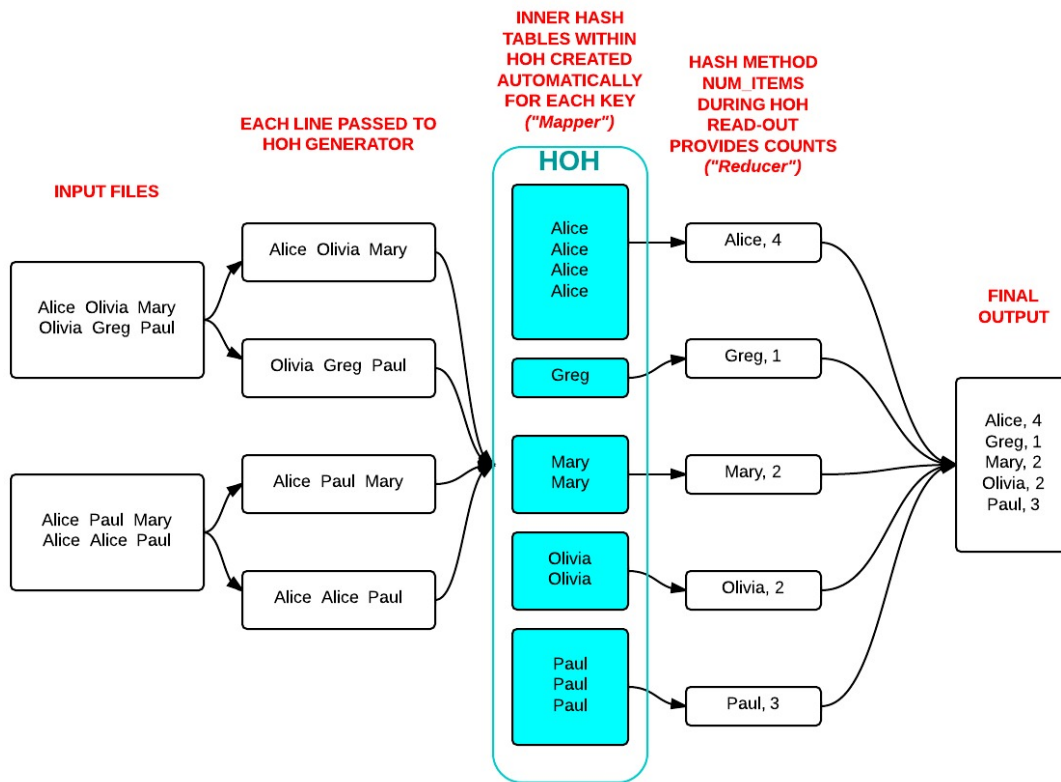 INPUT FILES
Alice Olivia Mary
Olivia Greg Paul
Alice Paul Mary
Alice Alice Paul
EACH LINE PASSED TO
HOH GENERATOR
Alice Olivia Mary
Olivia Greg Paul
Alice Paul Mary
Alice Alice Paul
INNER HASH
TABLES WITHIN
HOH CREATED
AUTOMATICALLY
FOR EACH KEY
("Mapper")
HOH
Alice
Alice
Alice
Alice
Greg
Mary
Mary
Olivia
Olivia
Paul
Paul
Paul
HASH METHOD
NUM_ITEMS
DURING HOH
READ-OUT
PROVIDES COUNTS
("Reducer")
Alice, 4
Greg, 1
Mary, 2
Olivia, 2
Paul, 3
FINAL
OUTPUT
Alice, 4
Greg, 1
Mary, 2
Olivia, 2
Paul, 3